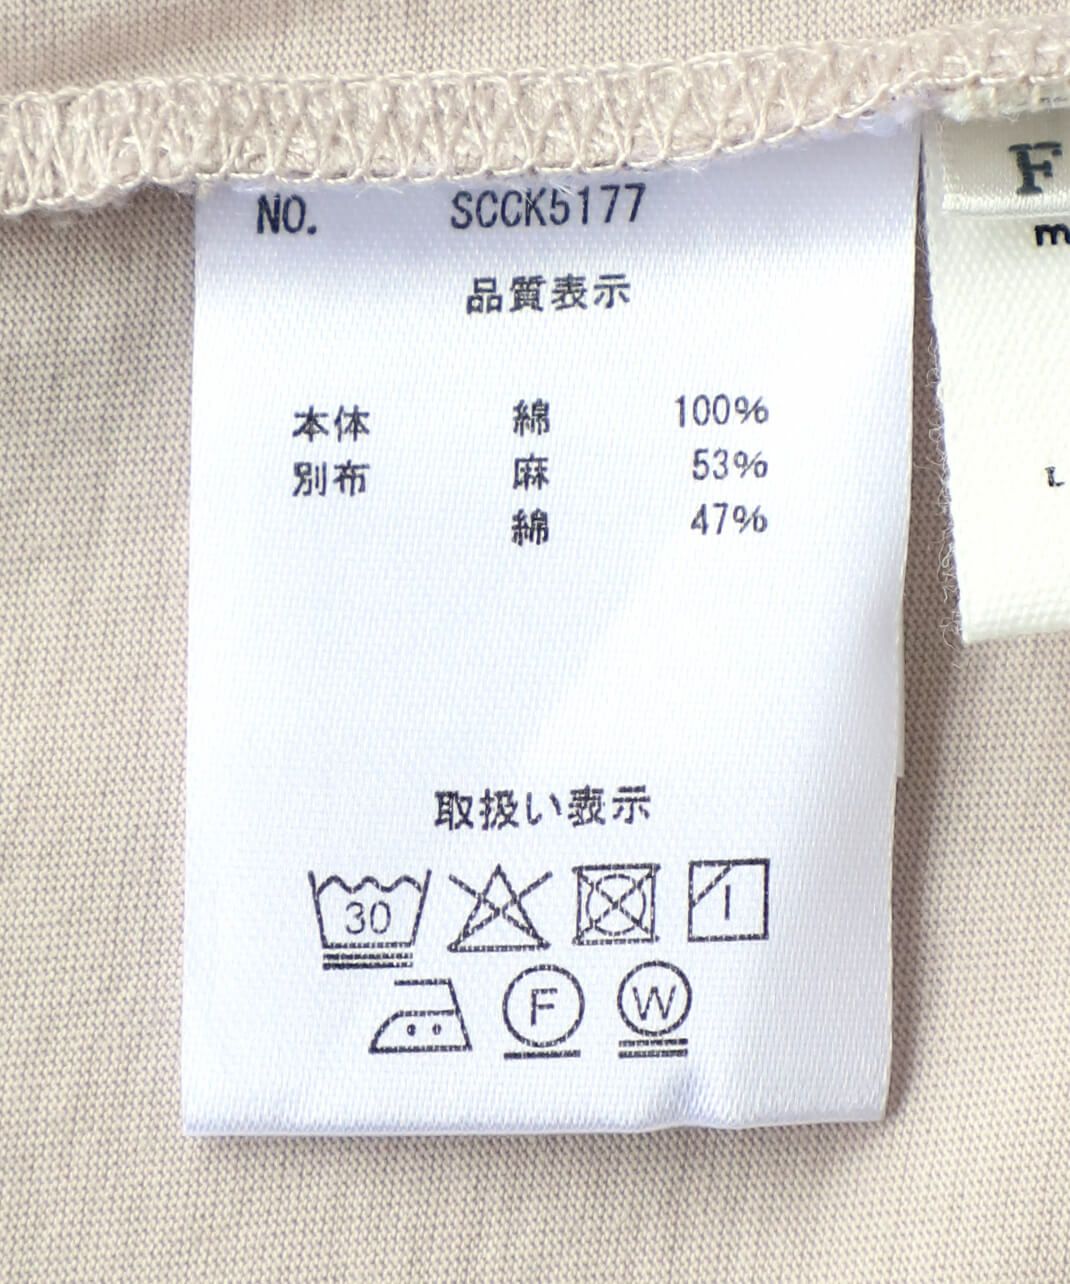 NO. SCCK5177
品質表示
本体 綿 100%
別布 麻 53%
綿 47%
取扱い表示
30
F W
F
m
L